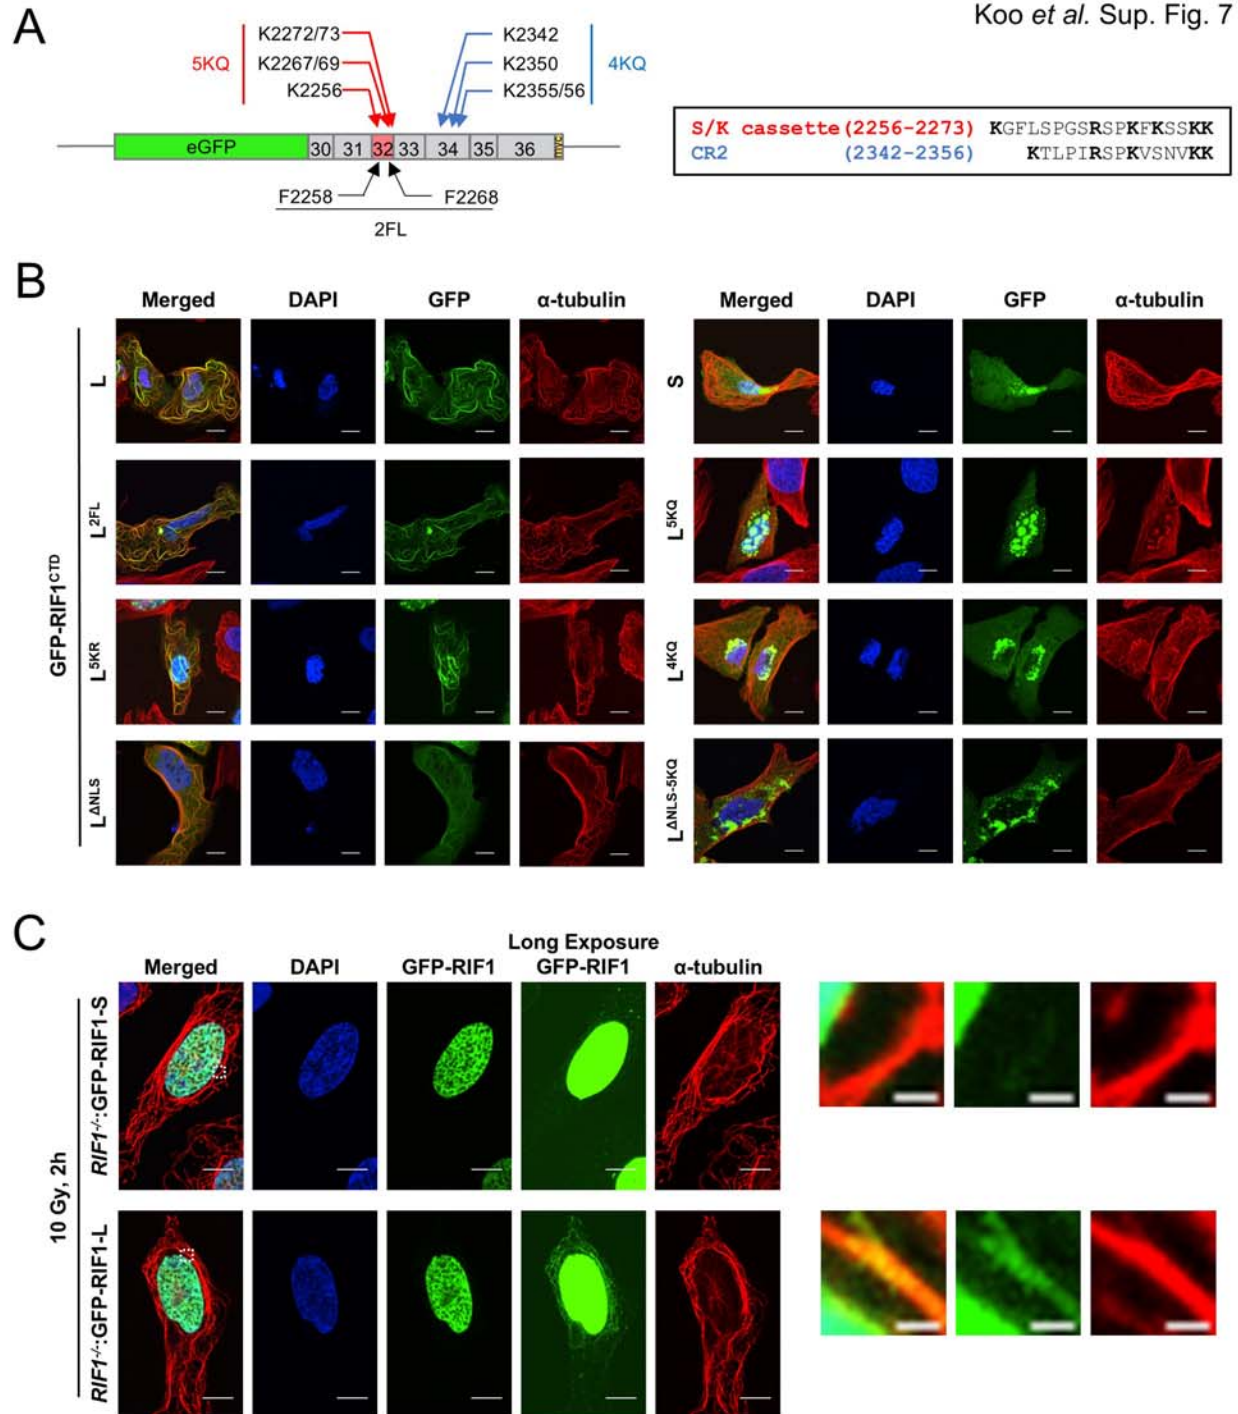 Koo et al. Sup. Fig. 7
A
5KQ
K2272/73
K2267/69
K2256
K2342
K2350
K2355/56
4KQ
eGFP 30 31 32 33 34 35 36 myc
F2258 F2268
2FL
S/K cassette(2256-2273) KGFLSPGSRSPKFKSSKK
CR2 (2342-2356) KTLPIRSPKVSNVKK
B
Merged DAPI GFP α-tubulin Merged DAPI GFP α-tubulin
GFP-RIF1CTD
L
S
L2FL
L5KQ
L5KR
L4KQ
LΔNLS
LΔNLS-5KQ
C
Long Exposure
Merged DAPI GFP-RIF1 GFP-RIF1 α-tubulin
10 Gy, 2h
RIF1-/-::GFP-RIF1-S
RIF1-/-::GFP-RIF1-L